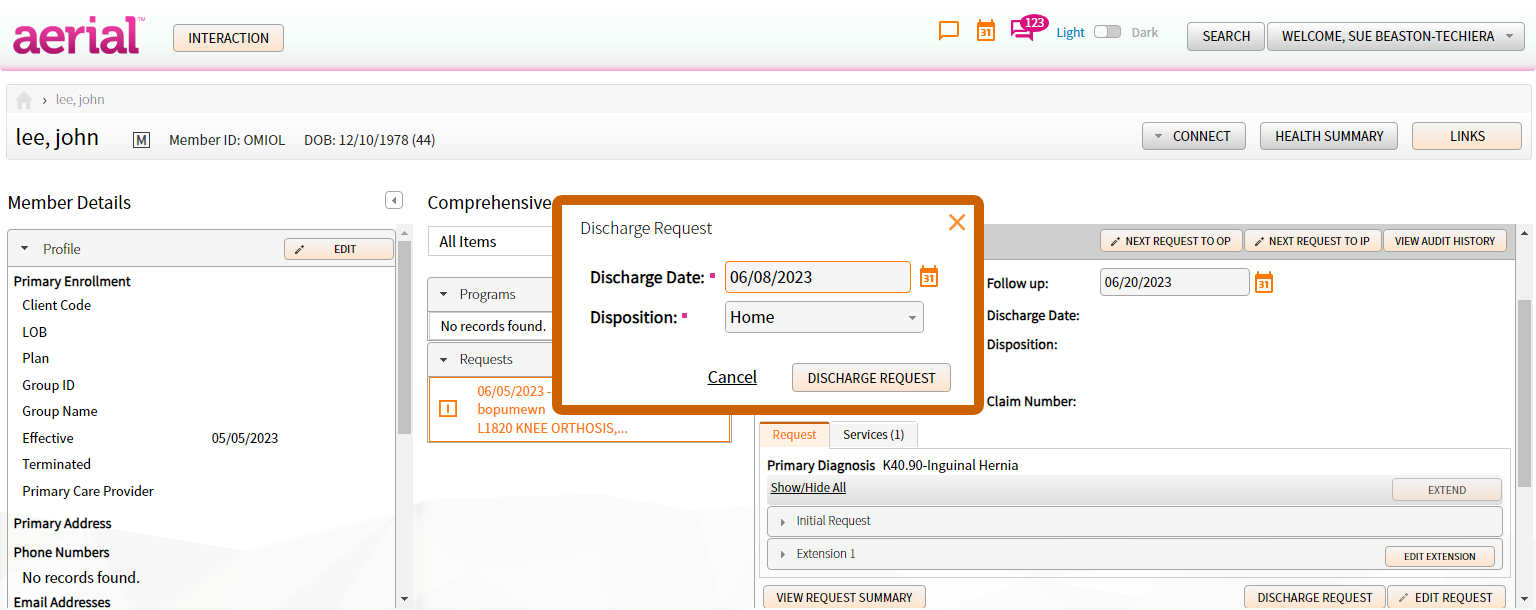 aerial™
INTERACTION
31
123
Light
Dark
SEARCH
WELCOME, SUE BEASTON-TECHIERA
› lee, john
lee, john
M
Member ID: OMIOL
DOB: 12/10/1978 (44)
CONNECT
HEALTH SUMMARY
LINKS
Member Details
Profile
EDIT
Primary Enrollment
Client Code
LOB
Plan
Group ID
Group Name
Effective 05/05/2023
Terminated
Primary Care Provider
Primary Address
Phone Numbers
No records found.
Email Addresses
Comprehensive
All Items
Programs
No records found.
Requests
I
06/05/2023 -
bopumewn
L1820 KNEE ORTHOSIS,...
Discharge Request
Discharge Date: 06/08/2023
31
Disposition: Home
Cancel
DISCHARGE REQUEST
NEXT REQUEST TO OP
NEXT REQUEST TO IP
VIEW AUDIT HISTORY
Follow up: 06/20/2023
31
Discharge Date:
Disposition:
Claim Number:
Request
Services (1)
Primary Diagnosis K40.90-Inguinal Hernia
Show/Hide All
EXTEND
Initial Request
Extension 1
EDIT EXTENSION
VIEW REQUEST SUMMARY
DISCHARGE REQUEST
EDIT REQUEST